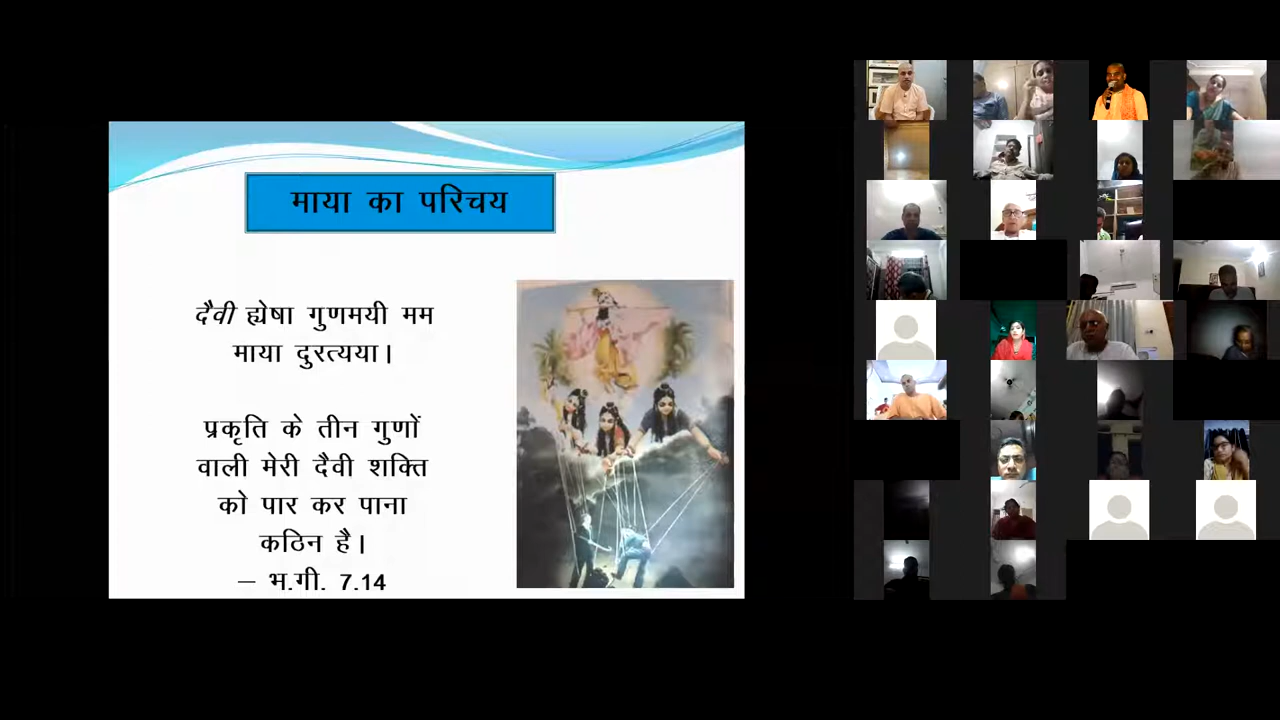 माया का परिचय
दैवी ह्येषा गुणमयी मम
माया दुरत्यया।
प्रकृति के तीन गुणों
वाली मेरी दैवी शक्ति
को पार कर पाना
कठिन है।
– भ.गी. 7.14